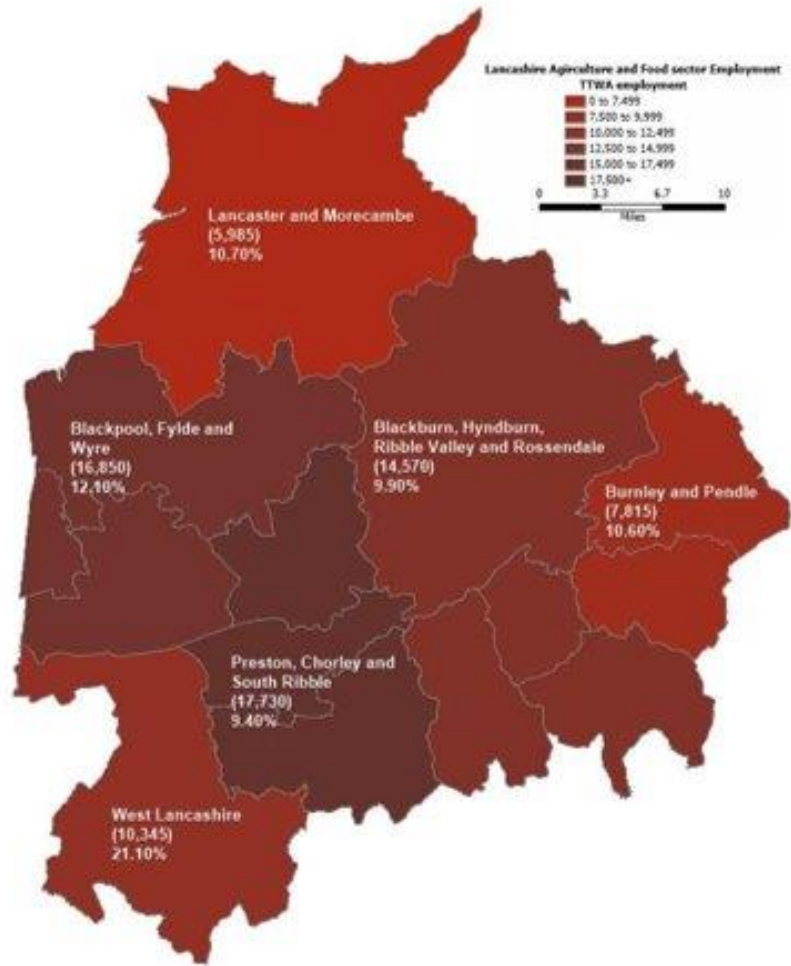 Lancashire Agirculture and Food sector Employment
TTWA employment
0 to 7,499
7,500 to 9,999
10,000 to 12,499
12,500 to 14,999
15,000 to 17,499
17,500+
0 3.3 6.7 10
Miles
Lancaster and Morecambe
(5,985)
10.70%
Blackpool, Fylde and
Wyre
(16,850)
12.10%
Blackburn, Hyndburn,
Ribble Valley and Rossendale
(14,570)
9.90%
Burnley and Pendle
(7,815)
10.60%
Preston, Chorley and
South Ribble
(17,730)
9.40%
West Lancashire
(10,345)
21.10%